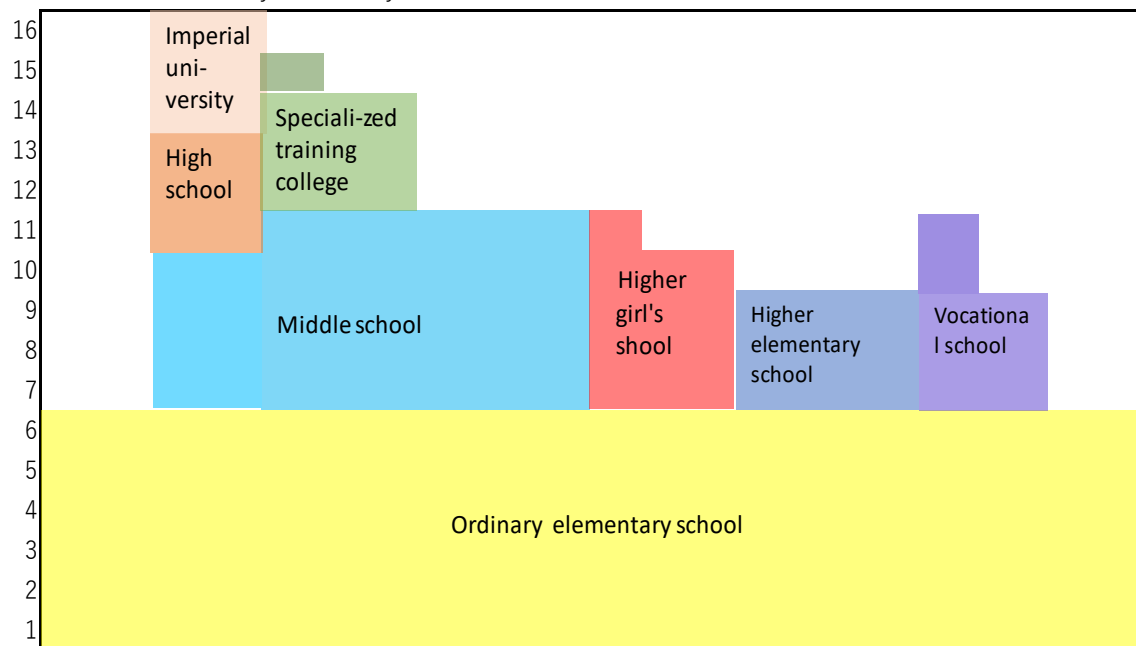 16
15
14
13
12
11
10
9
8
7
6
5
4
3
2
1
Imperial
uni-
versity
High
school
Speciali-zed
training
college
Middle school
Higher
girl's
shool
Higher
elementary
school
Vocationa
l school
Ordinary elementary school